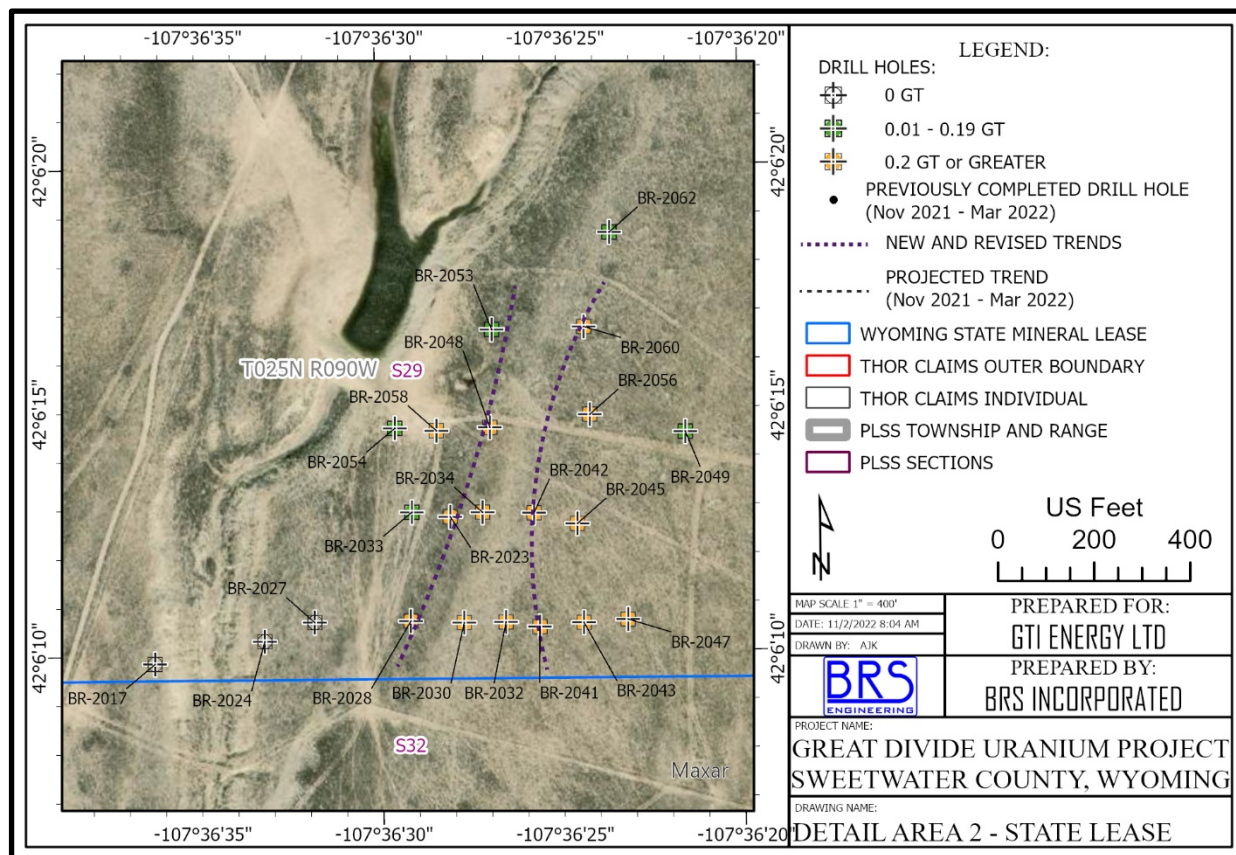 -107°36'35" -107°36'30" -107°36'25" -107°36'20"
42°6'20" 42°6'20"
BR-2062
BR-2053
BR-2048
BR-2060
T025N R090W S29
BR-2056
42°6'15" 42°6'15"
BR-2058
BR-2054
BR-2049
BR-2034
BR-2042
BR-2045
BR-2033
BR-2023
BR-2027
42°6'10" 42°6'10"
BR-2047
BR-2017 BR-2024 BR-2028 BR-2030 BR-2032 BR-2041 BR-2043
S32
Maxar
-107°36'35" -107°36'30" -107°36'25" -107°36'20"
LEGEND:
DRILL HOLES:
0 GT
0.01 - 0.19 GT
0.2 GT or GREATER
PREVIOUSLY COMPLETED DRILL HOLE
(Nov 2021 - Mar 2022)
NEW AND REVISED TRENDS
PROJECTED TREND
(Nov 2021 - Mar 2022)
WYOMING STATE MINERAL LEASE
THOR CLAIMS OUTER BOUNDARY
THOR CLAIMS INDIVIDUAL
PLSS TOWNSHIP AND RANGE
PLSS SECTIONS
N
US Feet
0 200 400
MAP SCALE 1" = 400'
DATE: 11/2/2022 8:04 AM
DRAWN BY: AJK
PREPARED FOR:
GTI ENERGY LTD
BRS
ENGINEERING
PREPARED BY:
BRS INCORPORATED
PROJECT NAME:
GREAT DIVIDE URANIUM PROJECT
SWEETWATER COUNTY, WYOMING
DRAWING NAME:
DETAIL AREA 2 - STATE LEASE